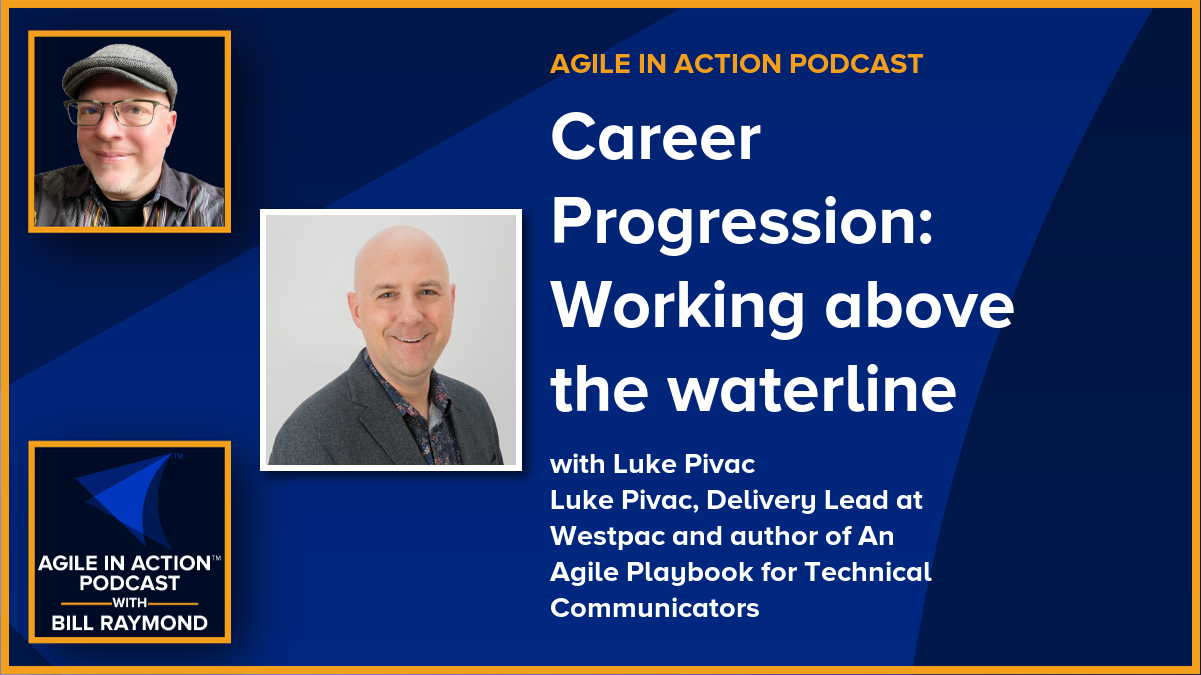 AGILE IN ACTION PODCAST
Career
Progression:
Working above
the waterline
with Luke Pivac
Luke Pivac, Delivery Lead at
Westpac and author of An
Agile Playbook for Technical
Communicators
TM
AGILE IN ACTION™
PODCAST
WITH
BILL RAYMOND